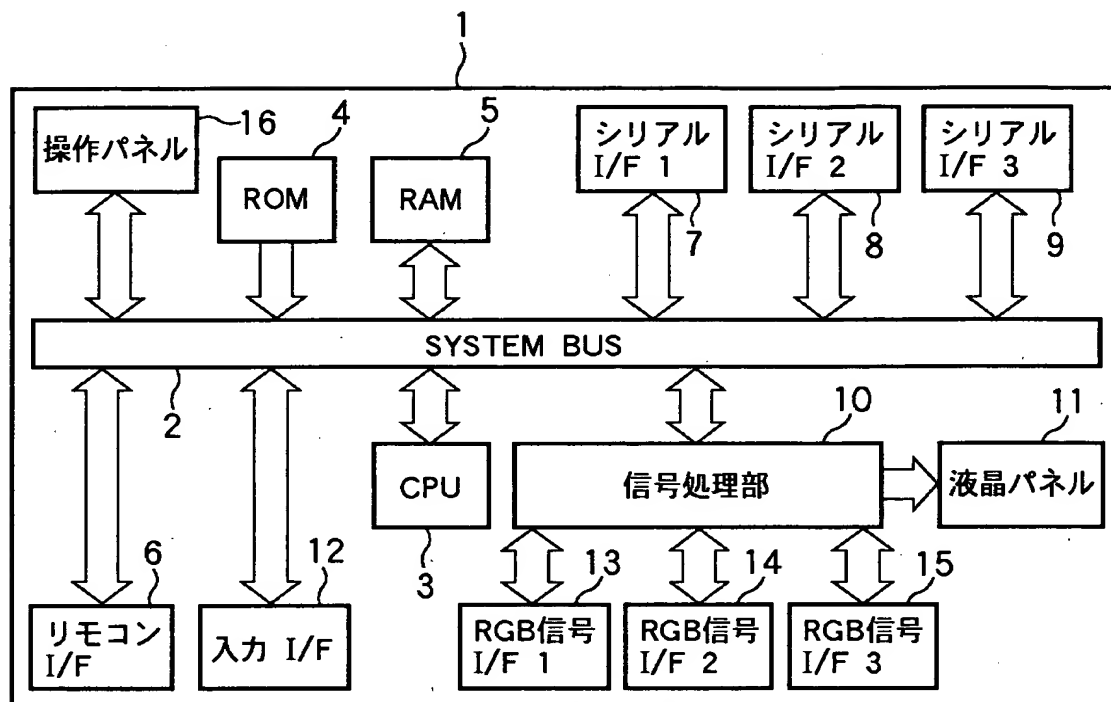 1
操作パネル
16
4
ROM
5
RAM
シリアル
I/F 1
7
シリアル
I/F 2
8
シリアル
I/F 3
9
SYSTEM BUS
2
CPU
3
10
信号処理部
11
液晶パネル
6
リモコン
I/F
12
入力 I/F
13
RGB信号
I/F 1
14
RGB信号
I/F 2
15
RGB信号
I/F 3